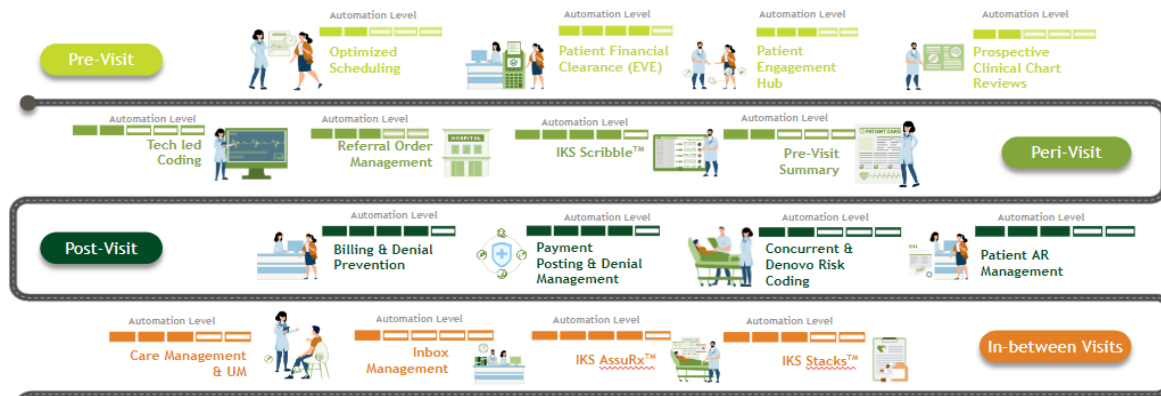 Pre-Visit
Automation Level
Optimized
Scheduling
Automation Level
Patient Financial
Clearance (EVE)
Automation Level
Patient
Engagement
Hub
Automation Level
Prospective
Clinical Chart
Reviews
Automation Level
Tech led
Coding
Automation Level
Referral Order
Management
HOSPITAL
Automation Level
IKS Scribble™
Automation Level
Pre-Visit
Summary
PATIENT CARD
Peri-Visit
Post-Visit
Automation Level
Billing & Denial
Prevention
Automation Level
Payment
Posting & Denial
Management
Automation Level
Concurrent &
Denovo Risk
Coding
Automation Level
Patient AR
Management
Automation Level
Care Management
& UM
Automation Level
Inbox
Management
Automation Level
IKS AssuRx™
Automation Level
IKS Stacks™
In-between Visits